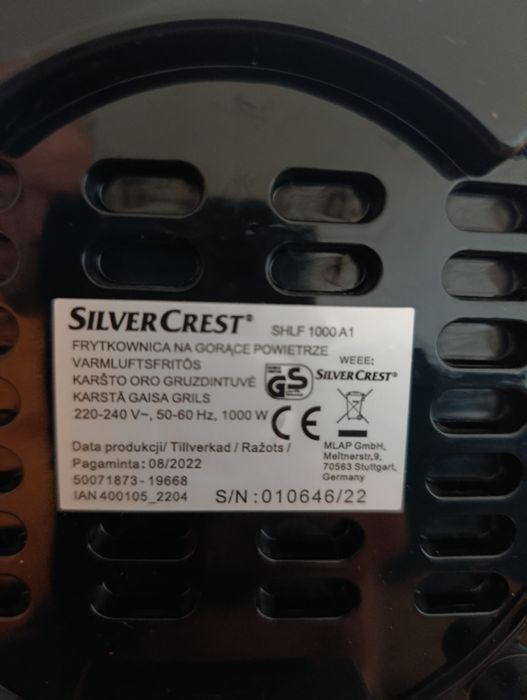 SILVERCREST® SHLF 1000 A1
FRYTKOWNICA NA GORĄCE POWIETRZE
VARMLUFTSFRITÖS
KARŠTO ORO GRUZDINTUVĖ
KARSTĀ GAISA GRILS
220-240 V~, 50-60 Hz, 1000 W
WEEE:
GS SILVERCREST®
CE
Data produkcji/ Tillverkad / Ražots /
Pagaminta: 08/2022
50071873 - 19668
IAN 400105_2204
S/N : 010646/22
MLAP GmbH,
Meitnerstr.9,
70563 Stuttgart,
Germany